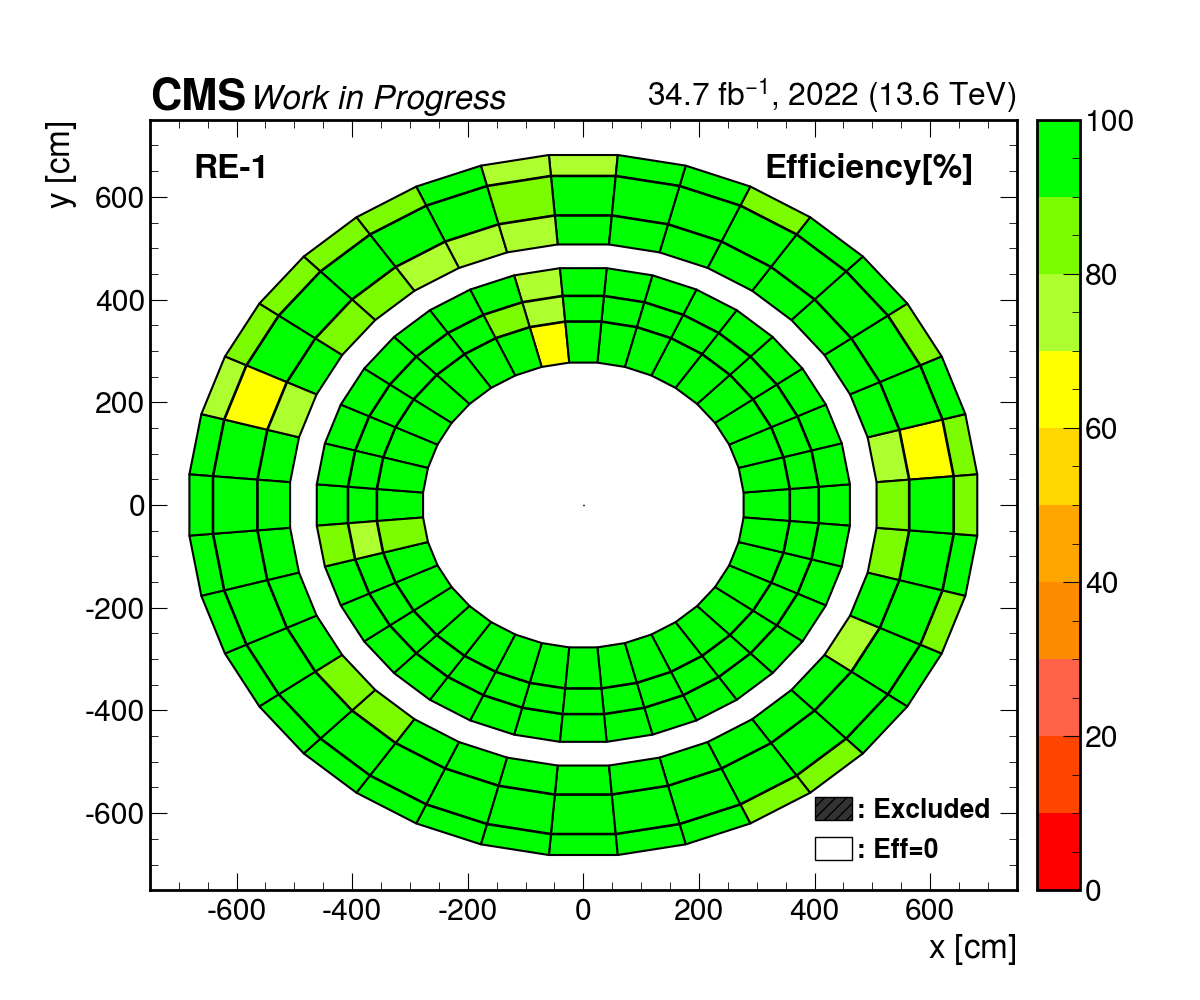 CMS Work in Progress 34.7 fb⁻¹, 2022 (13.6 TeV)
y [cm]
RE-1 Efficiency[%]
600
400
200
0
-200
-400
-600
-600 -400 -200 0 200 400 600
x [cm]
: Excluded
: Eff=0
100
80
60
40
20
0